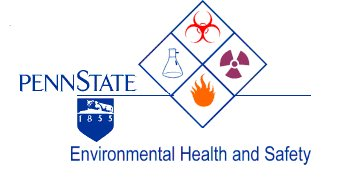 PENNSTATE
1855
Environmental Health and Safety